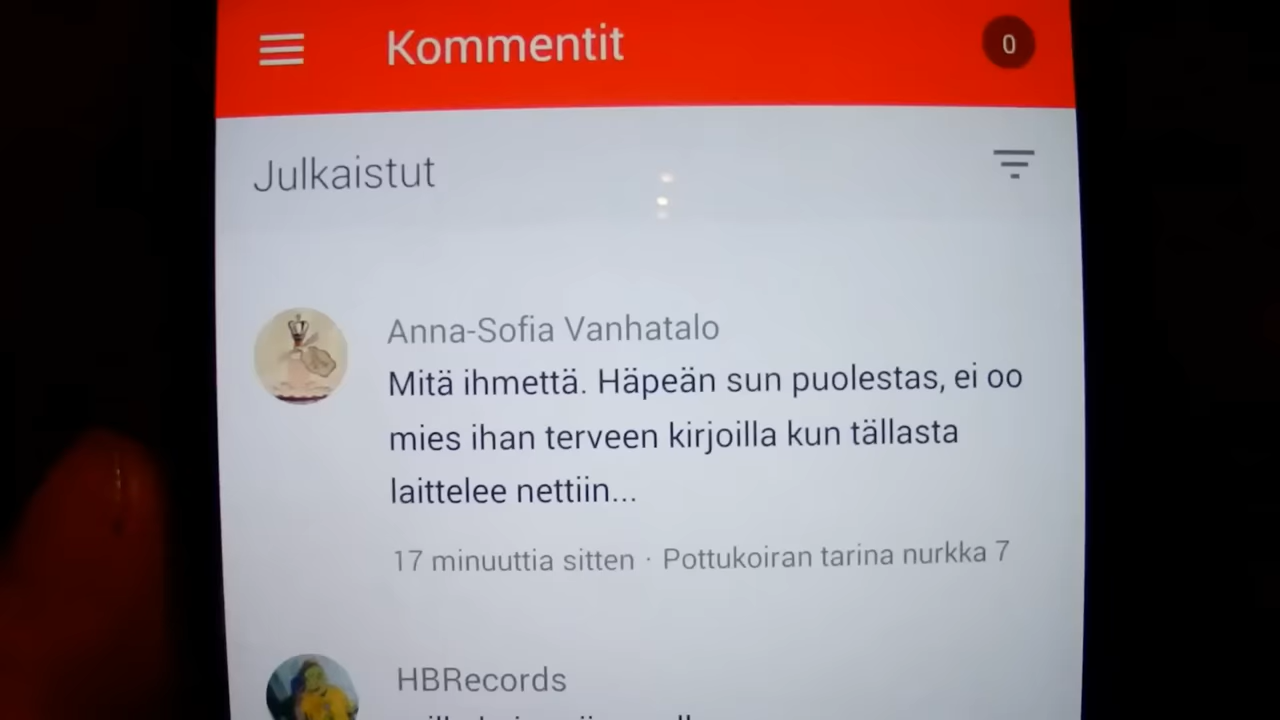 Kommentit
0
Julkaistut
Anna-Sofia Vanhatalo
Mitä ihmettä. Häpeän sun puolestas, ei oo
mies ihan terveen kirjoilla kun tällasta
laittelee nettiin...
17 minuuttia sitten · Pottukoiran tarina nurkka 7
HBRecords